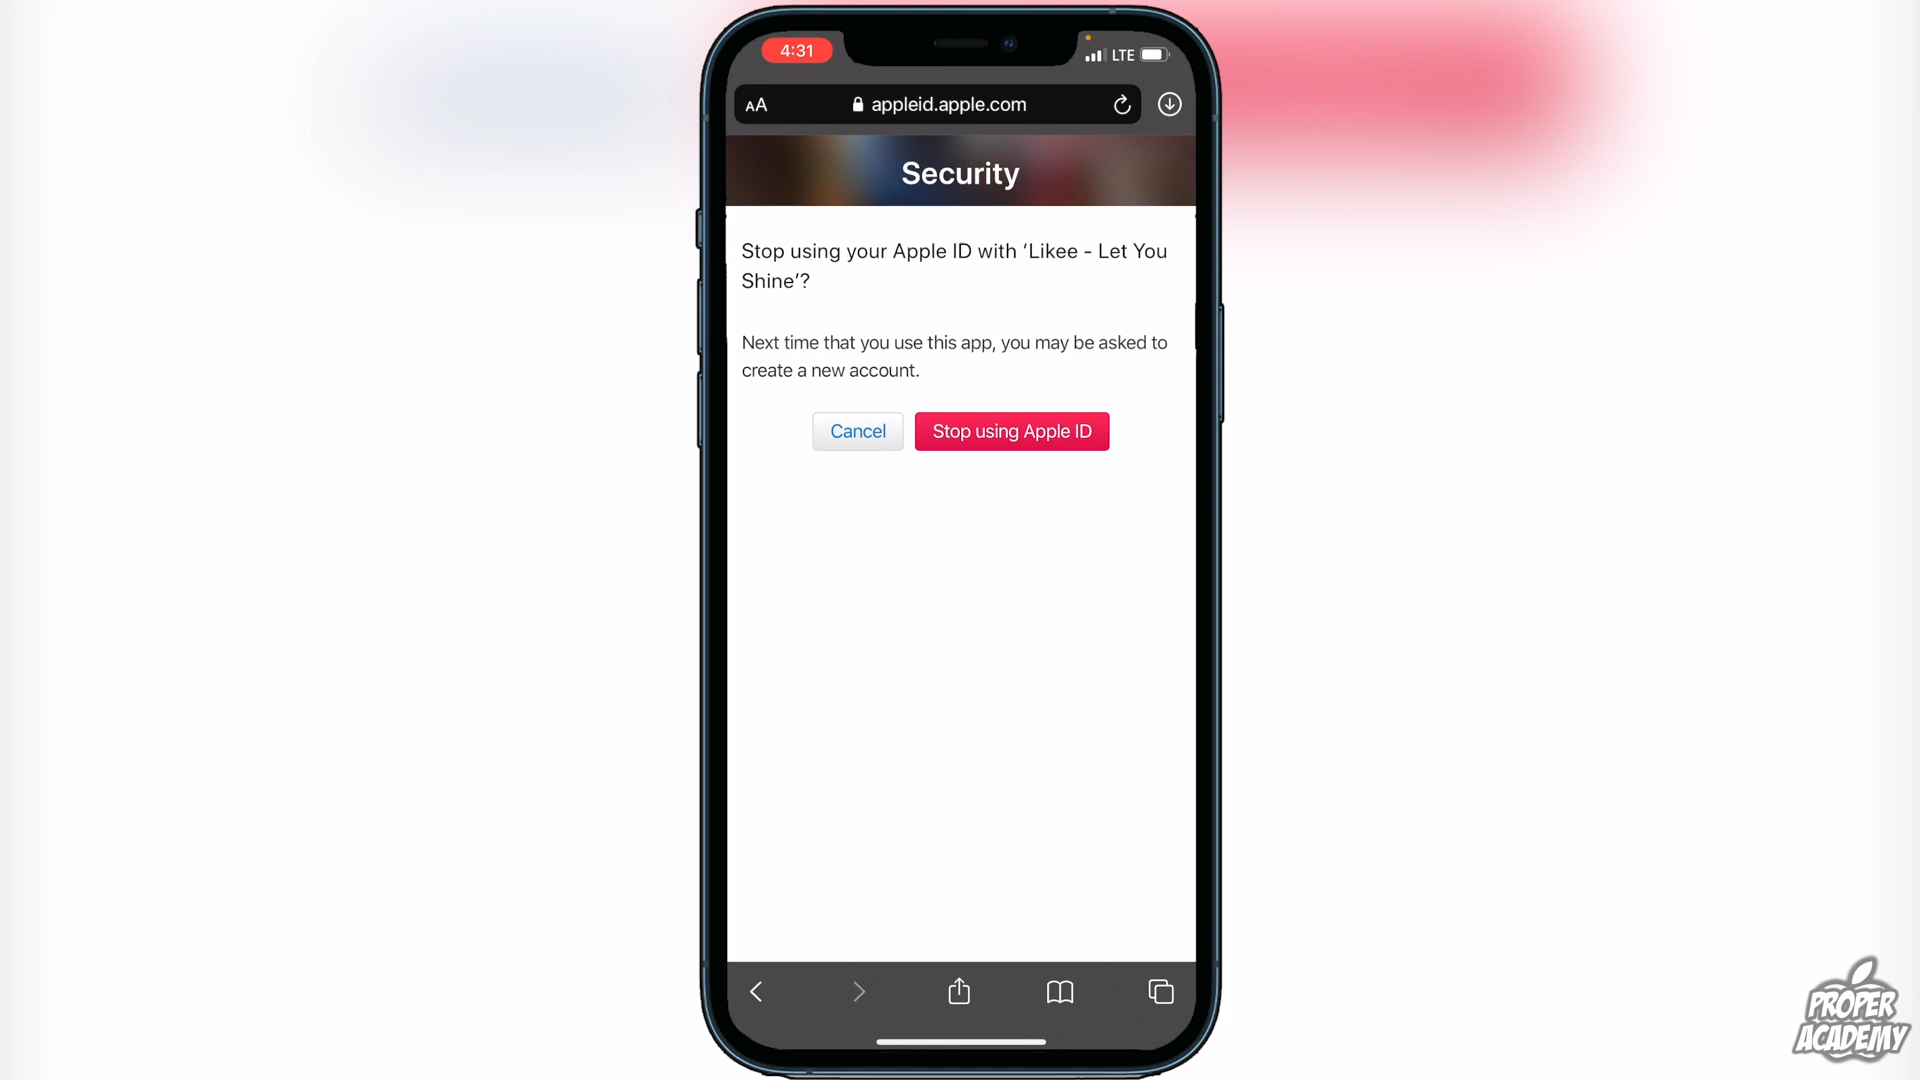 4:31
LTE
AA
appleid.apple.com
Security
Stop using your Apple ID with ‘Likee - Let You
Shine’?
Next time that you use this app, you may be asked to
create a new account.
Cancel
Stop using Apple ID
PROPER
ACADEMY